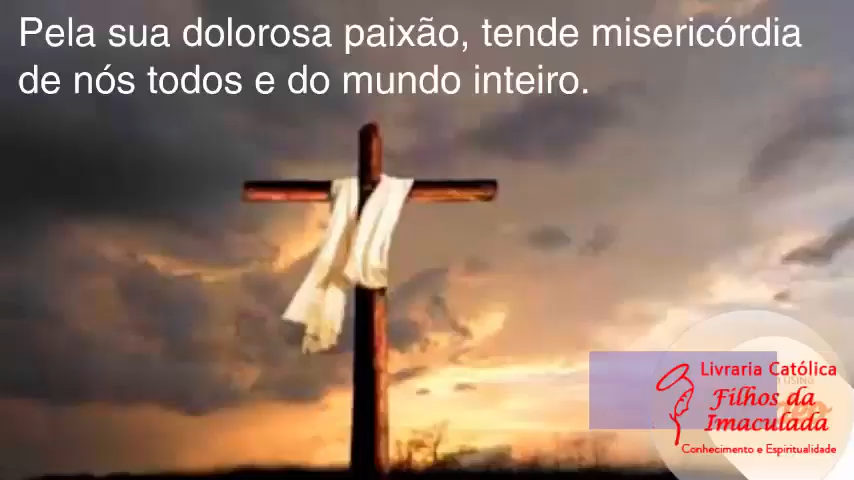 Pela sua dolorosa paixão, tende misericórdia
de nós todos e do mundo inteiro.
Livraria Católica
Filhos da
Imaculada
Conhecimento e Espiritualidade